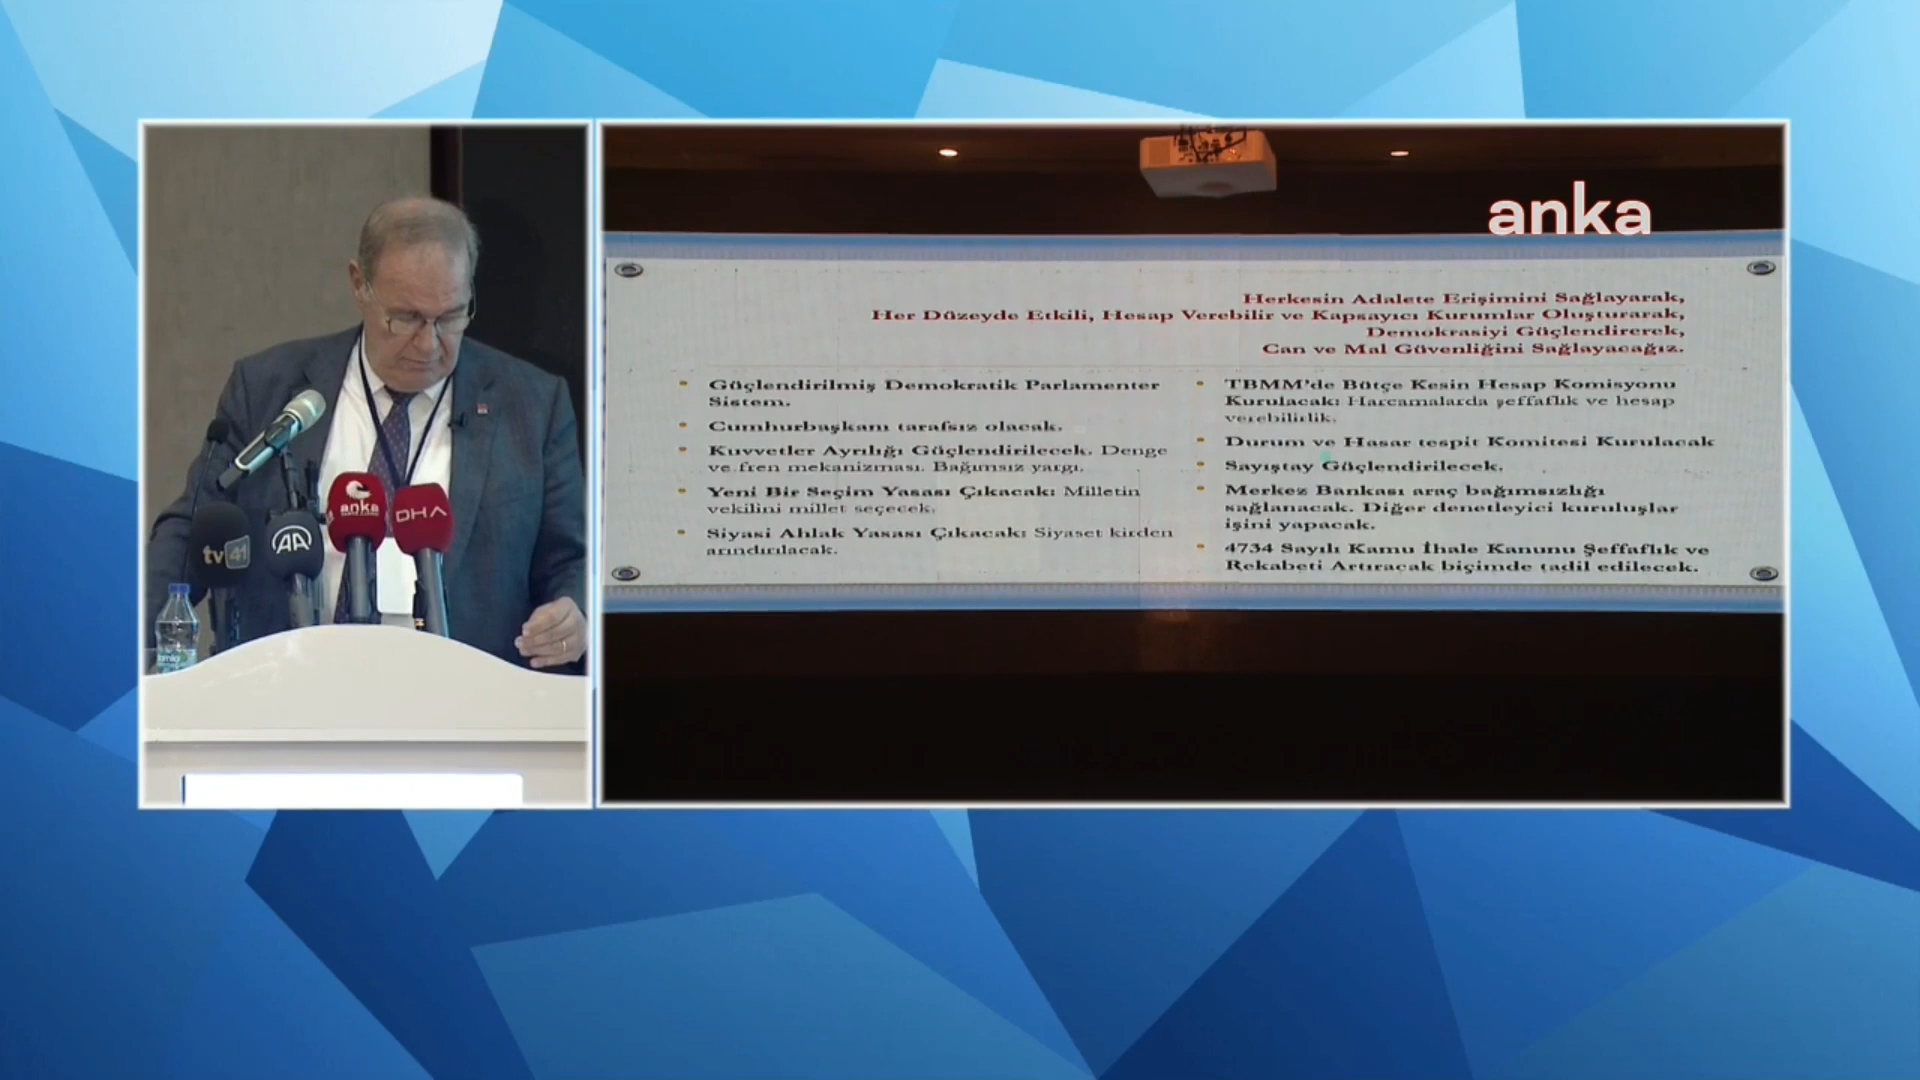 anka
Herkesin Adalete Erişimini Sağlayarak,
Her Düzeyde Etkili, Hesap Verebilir ve Kapsayıcı Kurumlar Oluşturarak,
Demokrasiyi Güçlendirerek,
Can ve Mal Güvenliğini Sağlayacağız.
• Güçlendirilmiş Demokratik Parlamenter
Sistem.
• Cumhurbaşkanı tarafsız olacak.
• Kuvvetler Ayrılığı Güçlendirilecek. Denge
ve fren mekanizması. Bağımsız yargı.
• Yeni Bir Seçim Yasası Çıkacak: Milletin
vekilini millet seçecek.
• Siyasi Ahlak Yasası Çıkacak: Siyaset kirden
arındırılacak.
• TBMM'de Bütçe Kesin Hesap Komisyonu
Kurulacak: Harcamalarda şeffaflık ve hesap
verebilirlik.
• Durum ve Hasar tespit Komitesi Kurulacak
• Sayıştay Güçlendirilecek.
• Merkez Bankası araç bağımsızlığı
sağlanacak. Diğer denetleyici kuruluşlar
işini yapacak.
• 4734 Sayılı Kamu İhale Kanunu Şeffaflık ve
Rekabeti Artıracak biçimde tadil edilecek.
tv41
AA
anka
DHA